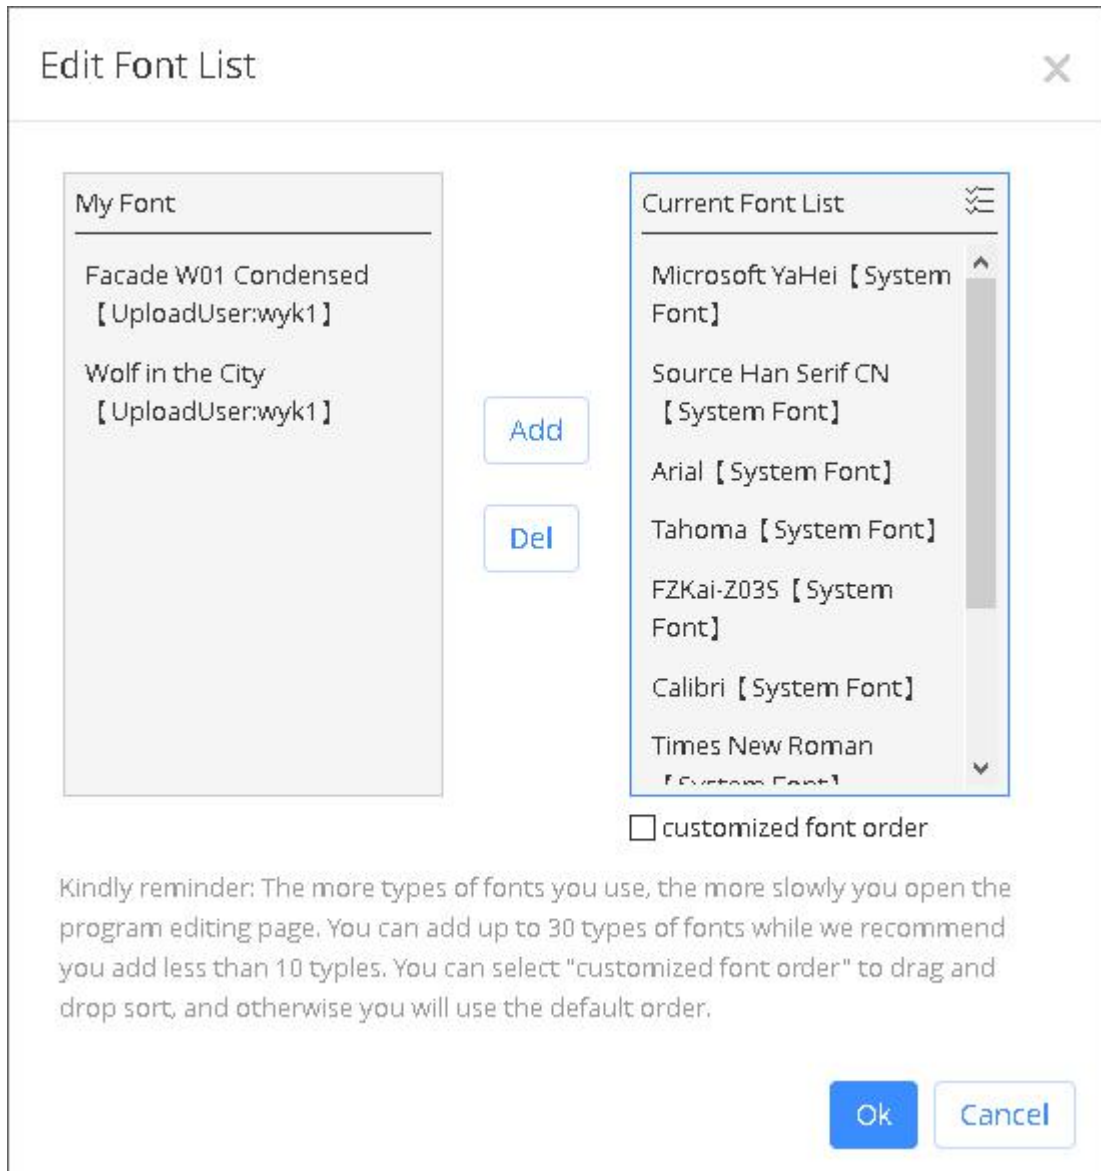 Edit Font List
My Font
Facade W01 Condensed
【UploadUser:wyk1】
Wolf in the City
【UploadUser:wyk1】
Add
Del
Current Font List
Microsoft YaHei【System
Font】
Source Han Serif CN
【System Font】
Arial【System Font】
Tahoma【System Font】
FZKai-Z03S【System
Font】
Calibri【System Font】
Times New Roman
【System Font】
customized font order
Kindly reminder: The more types of fonts you use, the more slowly you open the
program editing page. You can add up to 30 types of fonts while we recommend
you add less than 10 typles. You can select "customized font order" to drag and
drop sort, and otherwise you will use the default order.
Ok
Cancel